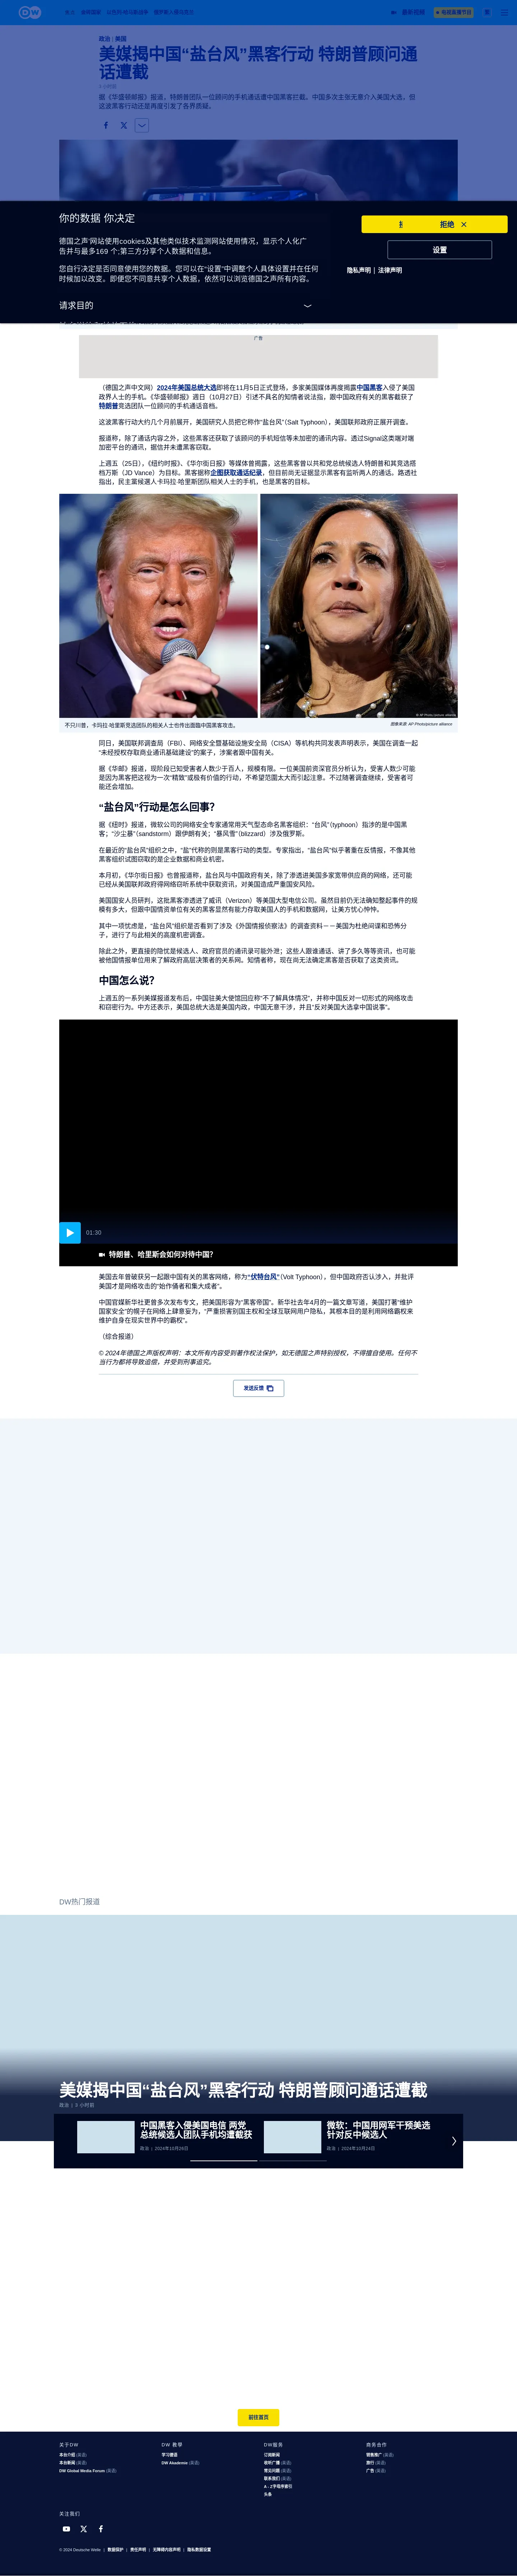 政治 | 美国
美媒揭中国“盐台风”黑客行动 特朗普顾问通
话遭截
据《华盛顿邮报》报道，特朗普团队一位顾问的手机通话遭中国黑客拦截。中国多次主张无意介入美国大选，但
这波黑客行动还是再度引发了各界质疑。
你的数据 你决定
德国之声网站使用cookies及其他类似技术监测网站使用情况，显示个人化广
告并与最多169 个第三方分享个人数据和信息。
您自行决定是否同意使用您的数据。您可以在“设置”中调整个人具体设置并在任何
时候加以改变。即便您不同意共享个人数据，依然可以浏览德国之声所有内容。
请求目的
拒绝
设置
隐私声明 | 法律声明
广告
（德国之声中文网）2024年美国总统大选即将在11月5日正式登场，多家美国媒体再度揭露中国黑客入侵了美国
政界人士的手机。《华盛顿邮报》週日（10月27日）引述不具名的知情者说法指，跟中国政府有关的黑客截获了
特朗普竞选团队一位顾问的手机通话音档。
这波黑客行动大约几个月前展开，美国研究人员把它称作“盐台风”(Salt Typhoon)，美国联邦政府正展开调查。
报道称，除了通话内容之外，这些黑客还获取了该顾问的手机短信等未加密的通讯内容。透过Signal这类端对端
加密平台的通讯，据信并未遭黑客窃取。
上週五（25日），《纽约时报》、《华尔街日报》等媒体曾揭露，这些黑客曾以共和党总统候选人特朗普和其竞选搭
档万斯（JD Vance）为目标。黑客据称企图获取通话纪录，但目前尚无证据显示黑客有监听两人的通话。路透社
指出，民主黨候選人卡玛拉·哈里斯团队相关人士的手机，也是黑客的目标。
不只川普，卡玛拉·哈里斯竞选团队的相关人士也传出面臨中国黑客攻击。
图像来源: AP Photo/picture alliance
同日，美国联邦调查局（FBI）、网络安全暨基础设施安全局（CISA）等机构共同发表声明表示，美国在调查一起
“未经授权存取商业电讯基础建设”的案子，涉案者跟中国有关。
据《华邮》报道，现阶段已知受害者人数少于百人，规模有限。一位美国前资深官员分析认为，受害人数少可能
是因为黑客把这视为一次“精致”或极有价值的行动，不希望范圍太大而引起注意。不过随著调查继续，受害者可
能还会增加。
“盐台风”行动是怎么回事？
据《纽时》报道，微软公司的网络安全专家通常用天气型态命名黑客组织：“台风”（typhoon）指涉的是中国黑
客；“沙尘暴”（sandstorm）跟伊朗有关；“暴风雪”（blizzard）涉及俄罗斯。
在最近的“盐台风”组织之中，“盐”代称的则是黑客行动的类型。专家指出，“盐台风”似乎著重在反情报，不像其他
黑客组织试图窃取的是企业数据和商业机密。
本月初，《华尔街日报》也曾报道称，盐台风与中国政府有关，除了渗透进美国多家宽带供应商的网络，还可能
已经从美国联邦政府得网络窃听系统中获取资讯，对美国造成严重国安风险。
美国国安人员研判，这批黑客渗透进了威讯（Verizon）等美国大型电信公司。虽然目前仍无法确知整起事件的规
模有多大，但跟中国情资单位有关的黑客显然有能力存取美国人的手机和数据网，让美方忧心忡忡。
其中一项忧虑是，“盐台风”组织是否看到了涉及《外国情报侦察法》的调查资料－－美国为杜绝间谍和恐怖分
子，进行了与此相关的高度机密调查。
除此之外，更直接的隐忧是候选人、政府官员的通讯录可能外泄；这些人跟谁通话、讲了多久等等资讯，也可能
被他国情报单位用来了解政府高层决策者的关系网。知情者称，现在尚无法确定黑客是否获取了这类资讯。
中国怎么说？
上週五的一系列美媒报道发布后，中国驻美大使馆回应称“不了解具体情况”，并称中国反对一切形式的网络攻击
和窃密行为。中方还表示，美国总统大选是美国内政，中国无意干涉，并且“反对美国大选拿中国说事”。
01:30
特朗普、哈里斯会如何对待中国？
美国去年曾破获另一起跟中国有关的黑客网络，称为“伏特台风”（Volt Typhoon），但中国政府否认涉入，并批评
美国才是网络攻击的“始作俑者和集大成者”。
中国官媒新华社更曾多次发布专文，把美国形容为“黑客帝国”。新华社去年4月的一篇文章写道，美国打著“维护
国家安全”的幌子在网络上肆意妄为，“严重损害别国主权和全球互联网用户隐私，其根本目的是利用网络霸权来
维护自身在现实世界中的霸权”。
（综合报道）
© 2024年德国之声版权声明：本文所有内容受到著作权法保护，如无德国之声特别授权，不得擅自使用。任何不
当行为都将导致追偿，并受到刑事追究。
发送反馈
DW热门报道
美媒揭中国“盐台风”黑客行动 特朗普顾问通话遭截
政治 | 3 小时前
中国黑客入侵美国电信 两党
总统候选人团队手机均遭截获
政治 | 2024年10月26日
微软：中国用网军干预美选
针对反中候选人
政治 | 2024年10月24日
前往首页
关于DW
本台介绍 (英语)
本台新闻 (英语)
DW Global Media Forum (英语)
DW 教學
学习德语
DW Akademie (英语)
DW服务
订阅新闻
收听广播 (英语)
常见问题 (英语)
联系我们 (英语)
A - Z字母序索引
头条
商务合作
销售推广 (英语)
旅行 (英语)
广告 (英语)
关注我们
© 2024 Deutsche Welle | 数据保护 | 责任声明 | 无障碍内容声明 | 隐私数据设置